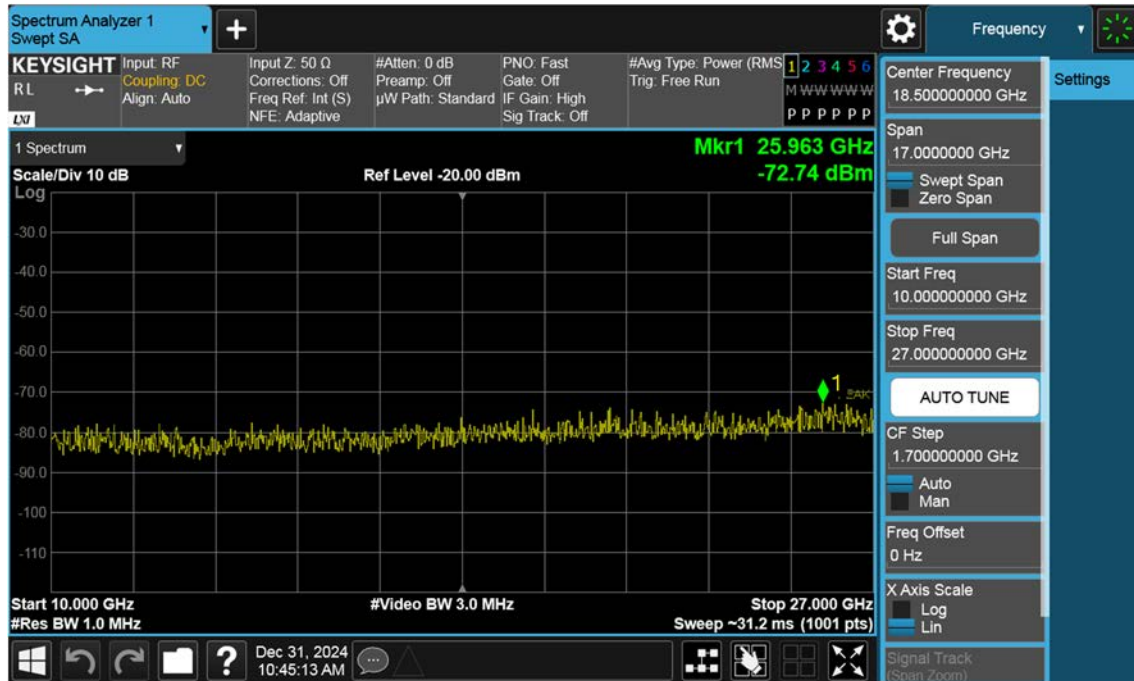 Spectrum Analyzer 1
Swept SA
+
Frequency
KEYSIGHT
RL
LXI
Input: RF
Coupling: DC
Align: Auto
Input Z: 50 Ω
Corrections: Off
Freq Ref: Int (S)
NFE: Adaptive
#Atten: 0 dB
Preamp: Off
µW Path: Standard
PNO: Fast
Gate: Off
IF Gain: High
Sig Track: Off
#Avg Type: Power (RMS
Trig: Free Run
1 2 3 4 5 6
M W W W W W
P P P P P P
1 Spectrum
Mkr1 25.963 GHz
-72.74 dBm
Scale/Div 10 dB
Ref Level -20.00 dBm
Log
-30.0
-40.0
-50.0
-60.0
-70.0
-80.0
-90.0
-100
-110
1
Start 10.000 GHz
#Video BW 3.0 MHz
Stop 27.000 GHz
#Res BW 1.0 MHz
Sweep ~31.2 ms (1001 pts)
Center Frequency
18.500000000 GHz
Settings
Span
17.0000000 GHz
Swept Span
Zero Span
Full Span
Start Freq
10.000000000 GHz
Stop Freq
27.000000000 GHz
AUTO TUNE
CF Step
1.700000000 GHz
Auto
Man
Freq Offset
0 Hz
X Axis Scale
Log
Lin
Signal Track
(Span Zoom)
?
Dec 31, 2024
10:45:13 AM